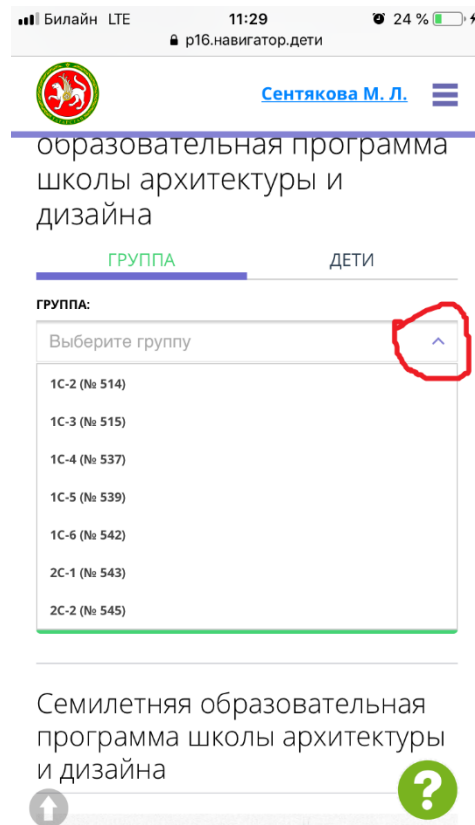 Билайн LTE 11:29 24 %
р16.навигатор.дети
Сентякова М. Л.
образовательная программа
школы архитектуры и
дизайна
ГРУППА ДЕТИ
ГРУППА:
Выберите группу
1С-2 (№ 514)
1С-3 (№ 515)
1С-4 (№ 537)
1С-5 (№ 539)
1С-6 (№ 542)
2С-1 (№ 543)
2С-2 (№ 545)
Семилетняя образовательная
программа школы архитектуры
и дизайна
?